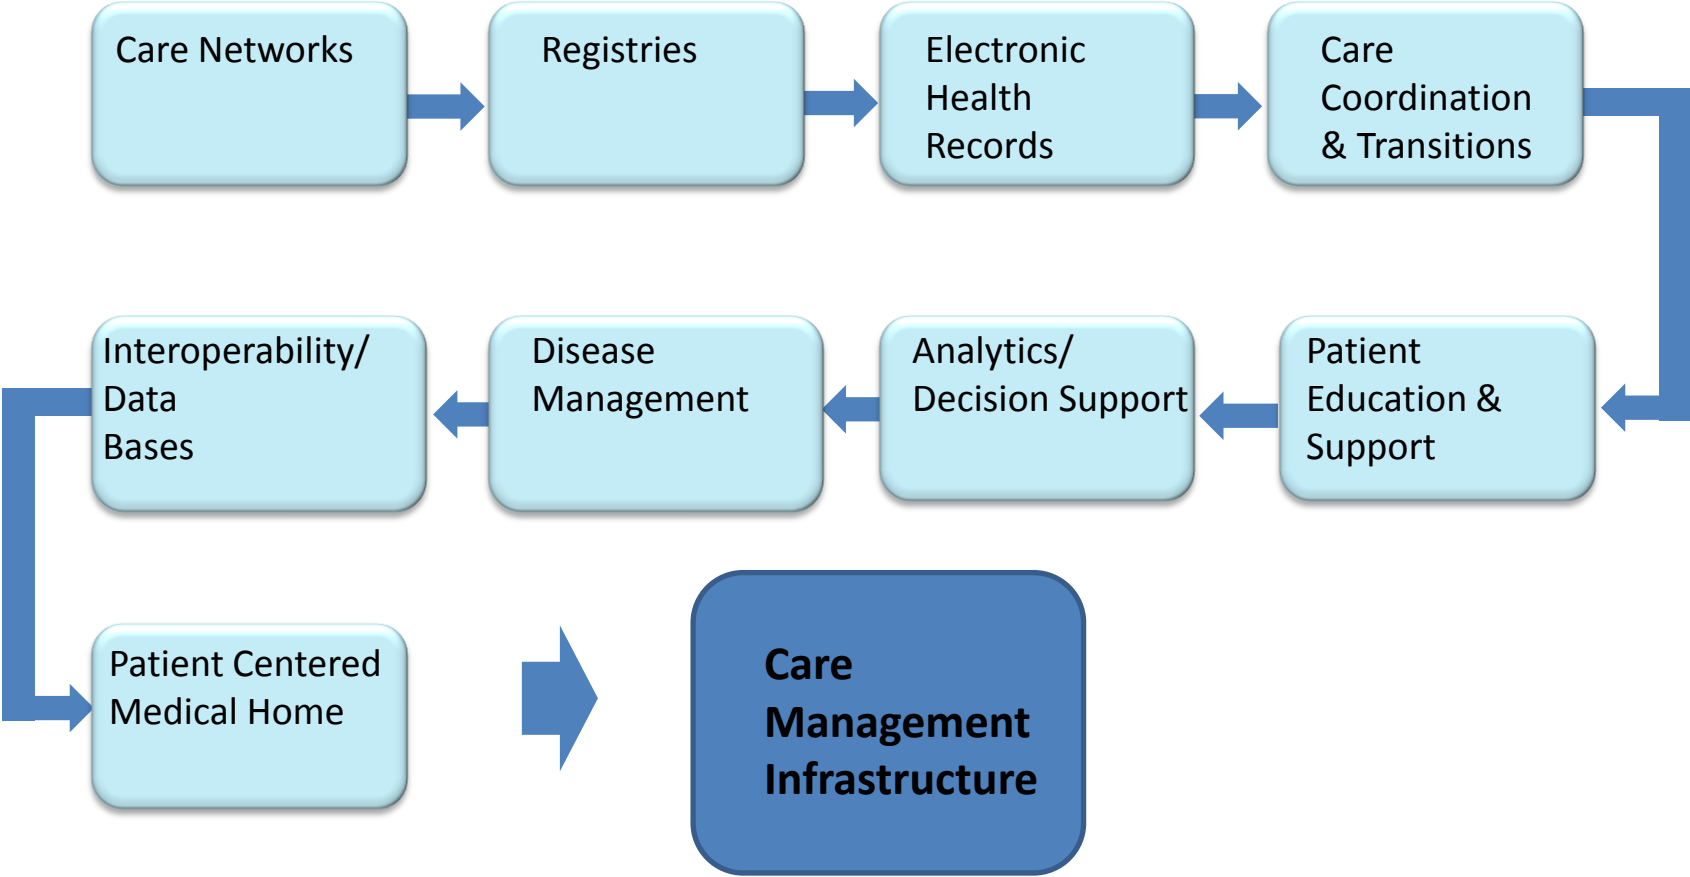 Care Networks
Registries
Electronic
Health
Records
Care
Coordination
& Transitions
Interoperability/
Data
Bases
Disease
Management
Analytics/
Decision Support
Patient
Education &
Support
Patient Centered
Medical Home
Care
Management
Infrastructure